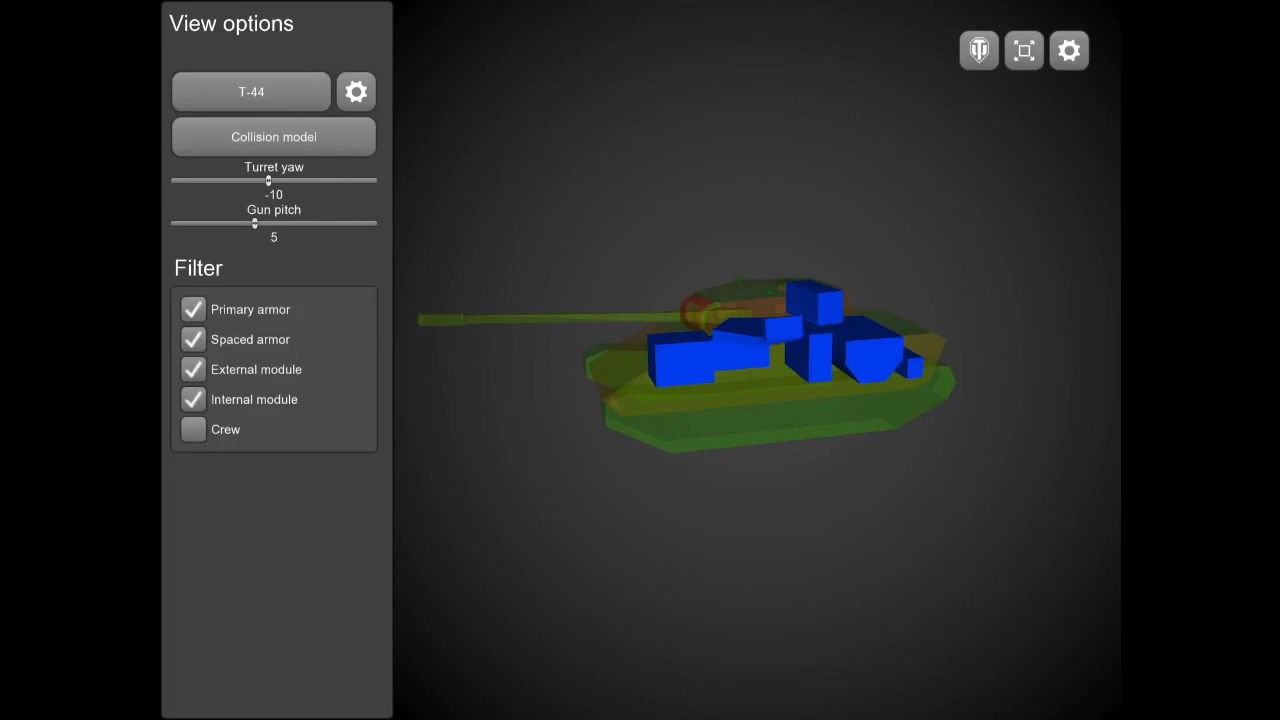 View options
T-44
Collision model
Turret yaw
-10
Gun pitch
5
Filter
Primary armor
Spaced armor
External module
Internal module
Crew